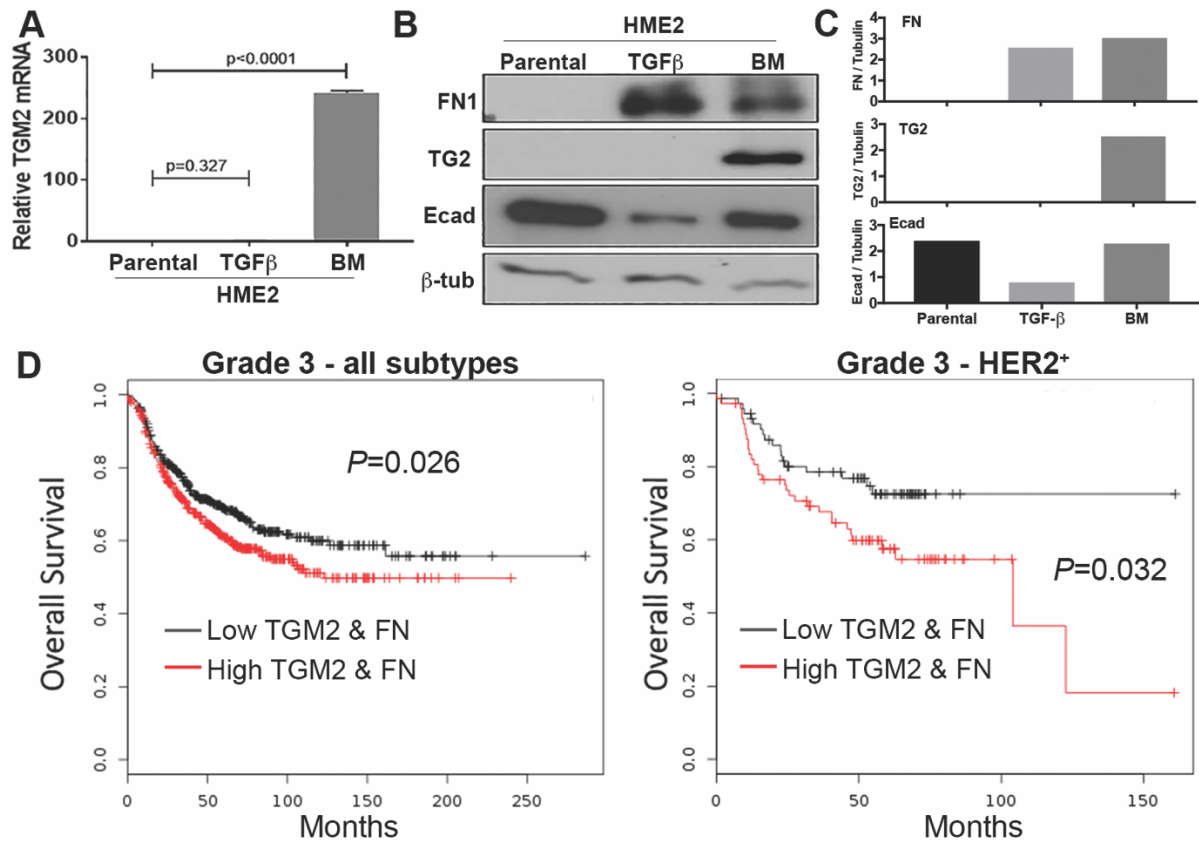 A
Relative TGM2 mRNA
300
200
100
0
p<0.0001
p=0.327
Parental TGFβ BM
HME2
B
HME2
Parental TGFβ BM
FN1
TG2
Ecad
β-tub
C
FN
FN / Tubulin
4
3
2
1
0
TG2
TG2 / Tubulin
3
2
1
0
Ecad
Ecad / Tubulin
3
2
1
0
Parental TGF-β BM
D
Grade 3 - all subtypes
Overall Survival
1.0
0.8
0.6
0.4
0.2
0.0
P=0.026
Low TGM2 & FN
High TGM2 & FN
0 50 100 150 200 250
Months
Grade 3 - HER2⁺
Overall Survival
1.0
0.8
0.6
0.4
0.2
0.0
P=0.032
Low TGM2 & FN
High TGM2 & FN
0 50 100 150
Months